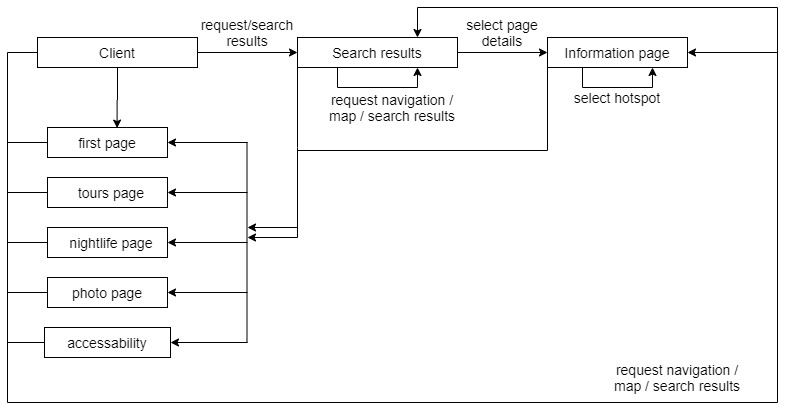 request/search
results
select page
details
Client
Search results
Information page
request navigation /
map / search results
select hotspot
first page
tours page
nightlife page
photo page
accessability
request navigation /
map / search results